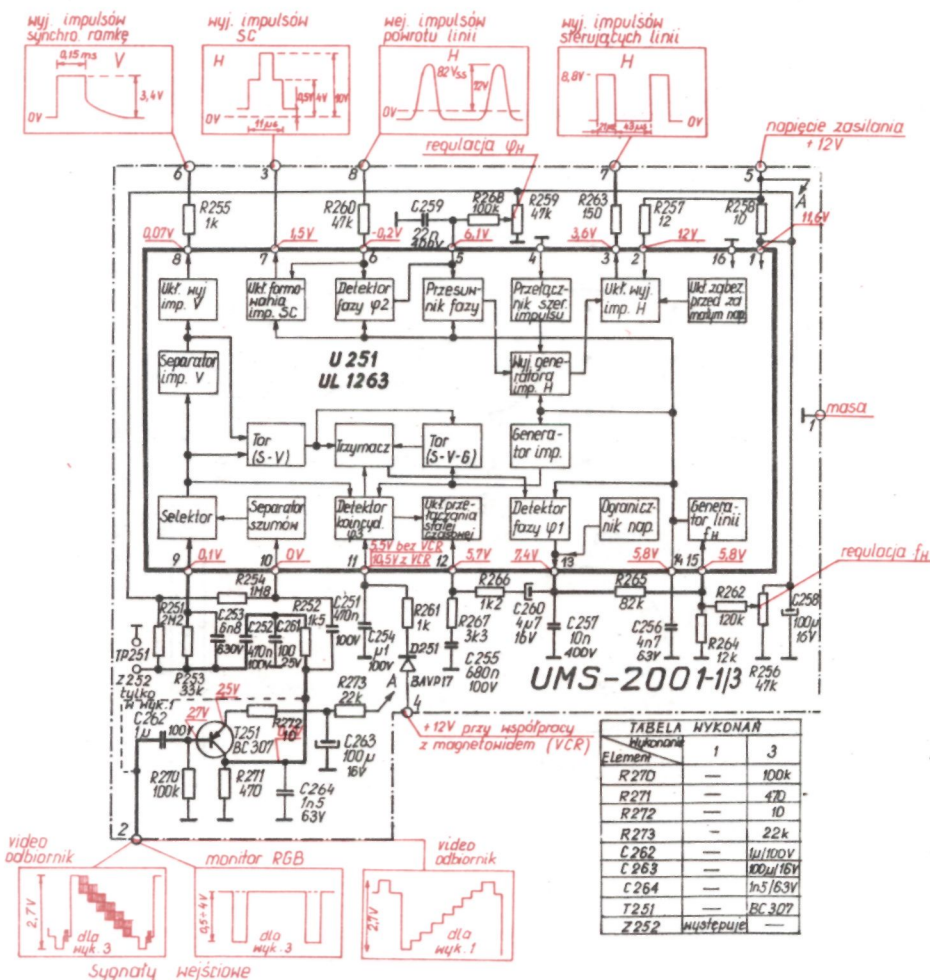 wyj. impulsów
synchro. ramkę
wyj. impulsów
SC
wej. impulsów
powrotu linii
wyj. impulsów
sterujących linii
0,15ms
V
3,4V
0V
H
0,5V
4V
10V
0V
11µs
H
82Vss
12V
0V
H
8,8V
0V
43µs
napięcie zasilania
+12V
regulacja φH
6
3
8
7
5
R255
1k
R260
47k
C259
22n
400V
R268
100k
R259
47k
R263
150
R257
12
R258
10
A
0,07V
1,5V
-0,2V
6,1V
3,6V
12V
11,6V
8
7
6
5
4
3
2
16
1
Ukł. wyj
imp. V
Ukł. formo-
wania
imp. SC
Detektor
fazy φ2
Przesuw-
nik fazy
Przełącz-
nik szer.
impulsu
Ukł. wyj.
imp. H
Ukł. zabez.
przed za
małym nap.
Separator
imp. V
U 251
UL 1263
Wyj gene-
ratora
imp. H
masa
1
Tor
(S-V)
Trzymacz
Tor
(S-V-G)
Genera-
tor imp.
Selektor
Separator
szumów
Detektor
koincyd.
φ3
Ukł. prze-
łączania
stałej
czasowej
Detektor
fazy φ1
Ogranicz-
nik nap.
Genera-
tor linii
fH
9
0,1V
10
0V
11
5,5V bez VCR
10,5V z VCR
12
5,7V
7,4V
13
5,8V
14
15
5,8V
regulacja fH
R254
1M8
R251
2M2
C253
6n8
630V
C252
470n
100V
C261
100
25V
R252
1k5
C251
470n
100V
C254
µ1
100V
R261
1k
D251
BAVP17
R266
1k2
R267
3k3
C255
680n
100V
C260
4µ7
16V
C257
10n
400V
R265
82k
C256
4n7
63V
R262
120k
R264
12k
R256
47k
C258
100µ
16V
TP251
Z252
tylko
w wyk.1
R253
33k
R273
22k
A
4
UMS-2001-1/3
C262
1µ
100V
27V
25V
T251
BC 307
R272
10
C263
100µ
16V
+12V przy współpracy
z magnetowidem (VCR)
R270
100k
R271
470
C264
1n5
63V
2
TABELA WYKONAŃ
Wykonanie
Element
1
3
R270 — 100k
R271 — 470
R272 — 10
R273 — 22k
C262 — 1µ/100V
C263 — 100µ/16V
C264 — 1n5/63V
T251 — BC307
Z252 występuje —
video
odbiornik
monitor RGB
video
odbiornik
2,7V
dla
wyk. 3
0,5÷4V
dla
wyk. 3
2,7V
dla
wyk. 1
Sygnały wejściowe